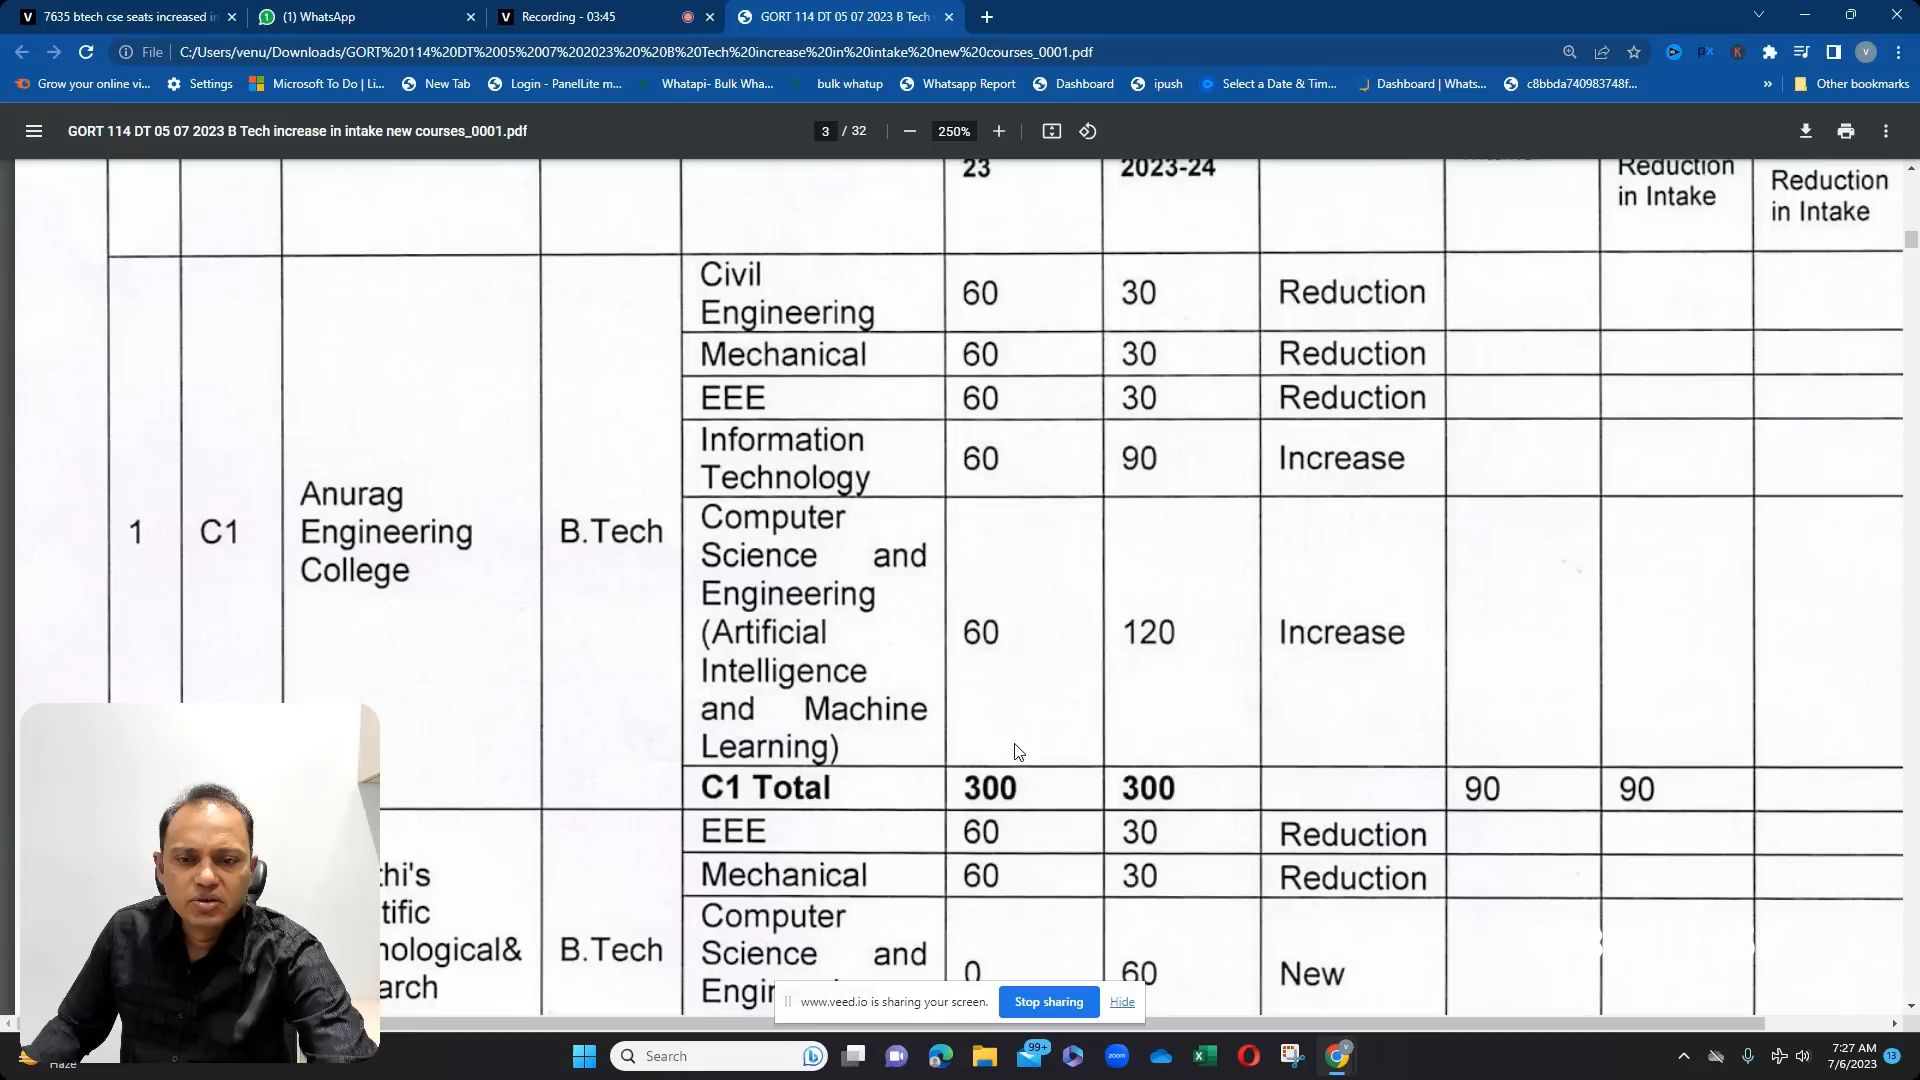 7635 btech cse seats increased in
(1) WhatsApp
Recording - 03:45
GORT 114 DT 05 07 2023 B Tech
File
C:/Users/venu/Downloads/GORT%20114%20DT%2005%2007%202023%20%20B%20Tech%20increase%20in%20intake%20new%20courses_0001.pdf
Grow your online vi...
Settings
Microsoft To Do | Li...
New Tab
Login - PanelLite m...
Whatapi- Bulk Wha...
bulk whatup
Whatsapp Report
Dashboard
ipush
Select a Date & Tim...
Dashboard | Whats...
c8bbda740983748f...
Other bookmarks
GORT 114 DT 05 07 2023 B Tech increase in intake new courses_0001.pdf
3 / 32
250%
23
2023-24
Reduction
in Intake
Reduction
in Intake
1
C1
Anurag
Engineering
College
B.Tech
Civil
Engineering
60
30
Reduction
Mechanical
60
30
Reduction
EEE
60
30
Reduction
Information
Technology
60
90
Increase
Computer
Science and
Engineering
(Artificial
Intelligence
and Machine
Learning)
60
120
Increase
C1 Total
300
300
90
90
EEE
60
30
Reduction
B.Tech
Mechanical
60
30
Reduction
Computer
Science and
0
60
New
www.veed.io is sharing your screen.
Stop sharing
Hide
Haze
Search
99+
zoom
7:27 AM
7/6/2023
13